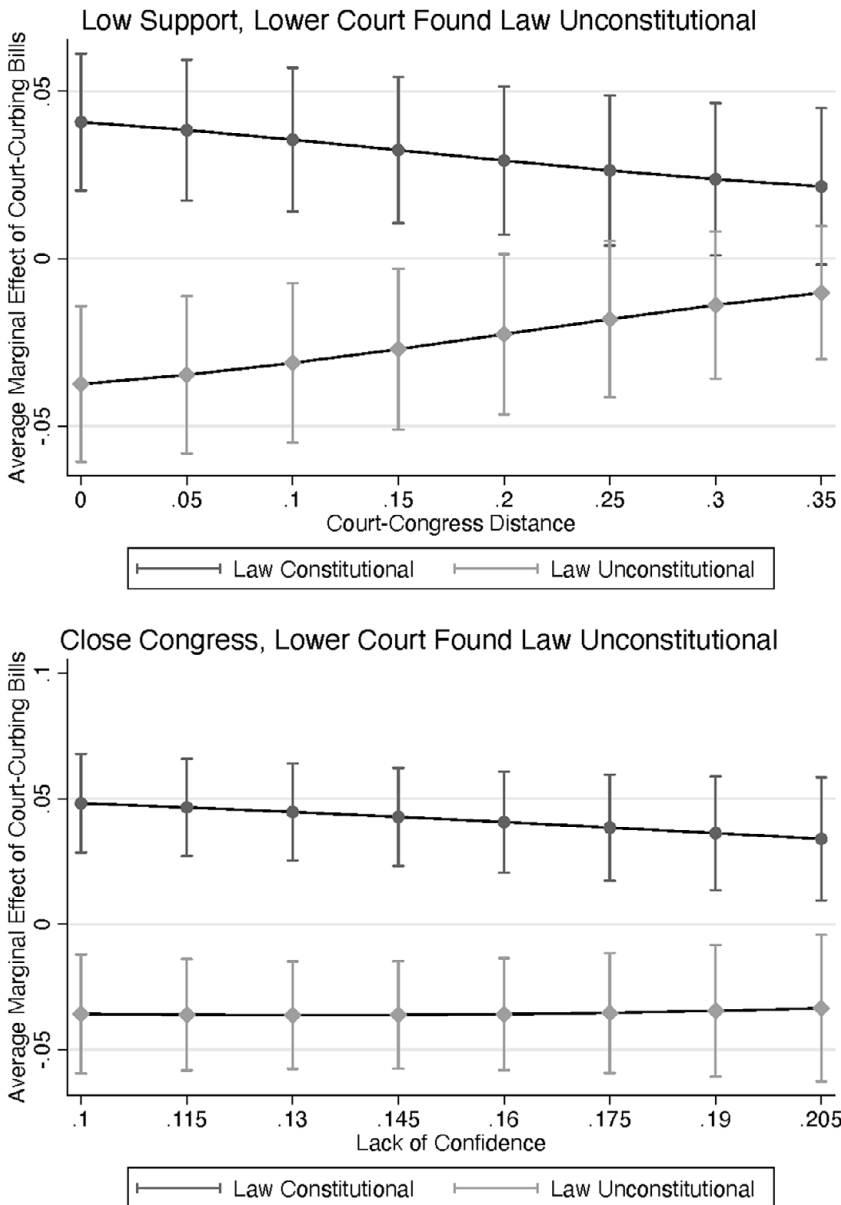 Low Support, Lower Court Found Law Unconstitutional
Average Marginal Effect of Court-Curbing Bills
.05
0
-.05
0 .05 .1 .15 .2 .25 .3 .35
Court-Congress Distance
Law Constitutional Law Unconstitutional
Close Congress, Lower Court Found Law Unconstitutional
Average Marginal Effect of Court-Curbing Bills
.1
.05
0
-.05
.1 .115 .13 .145 .16 .175 .19 .205
Lack of Confidence
Law Constitutional Law Unconstitutional